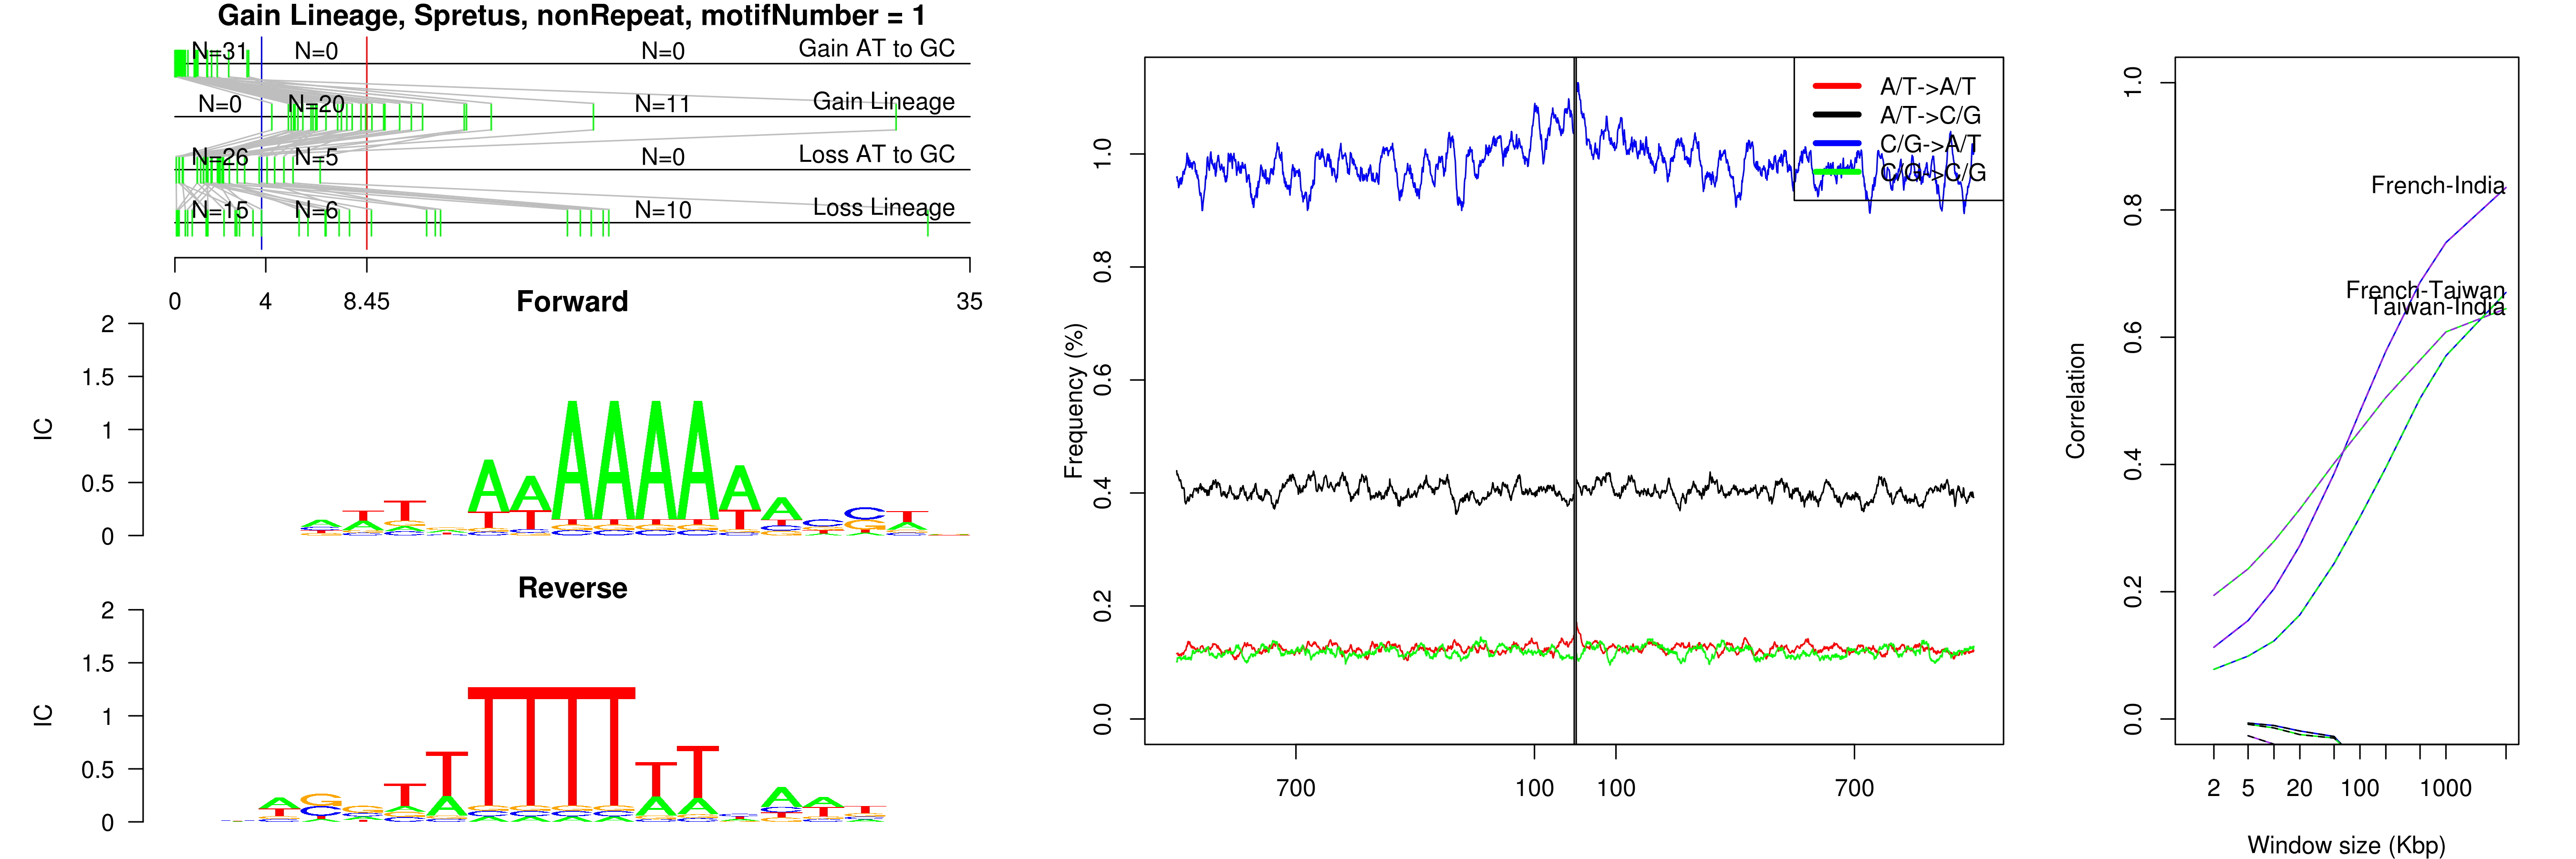 Gain Lineage, Spretus, nonRepeat, motifNumber = 1
N=31 N=0 N=0 Gain AT to GC
N=0 N=20 N=11 Gain Lineage
N=26 N=5 N=0 Loss AT to GC
N=15 N=6 N=10 Loss Lineage
0 4 8.45 35
Forward
2
1.5
1
0.5
0
IC
Reverse
2
1.5
1
0.5
0
IC
A/T->A/T
A/T->C/G
C/G->A/T
C/G->C/G
Frequency (%)
1.0
0.8
0.6
0.4
0.2
0.0
700 100 100 700
French-India
French-Taiwan
Taiwan-India
Correlation
1.0
0.8
0.6
0.4
0.2
0.0
2 5 20 100 1000
Window size (Kbp)